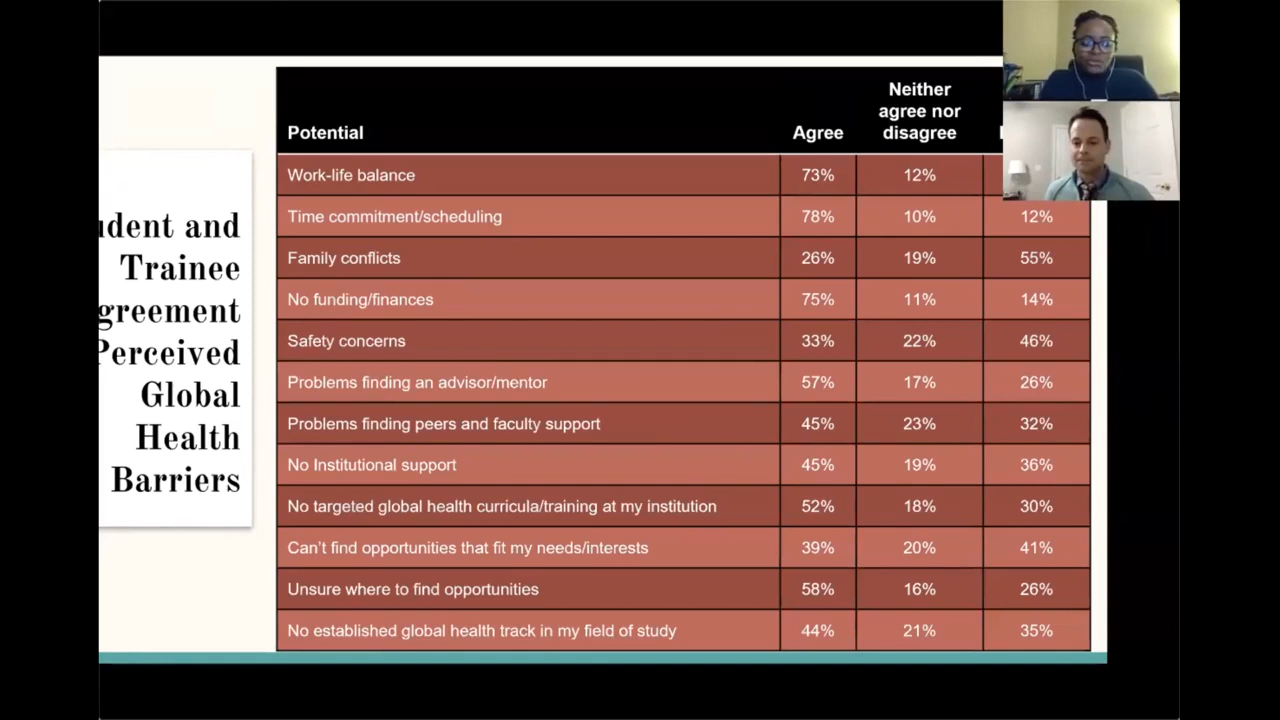 udent and
Trainee
greement
Perceived
Global
Health
Barriers
Potential Agree Neither agree nor disagree
Work-life balance 73% 12%
Time commitment/scheduling 78% 10% 12%
Family conflicts 26% 19% 55%
No funding/finances 75% 11% 14%
Safety concerns 33% 22% 46%
Problems finding an advisor/mentor 57% 17% 26%
Problems finding peers and faculty support 45% 23% 32%
No Institutional support 45% 19% 36%
No targeted global health curricula/training at my institution 52% 18% 30%
Can't find opportunities that fit my needs/interests 39% 20% 41%
Unsure where to find opportunities 58% 16% 26%
No established global health track in my field of study 44% 21% 35%